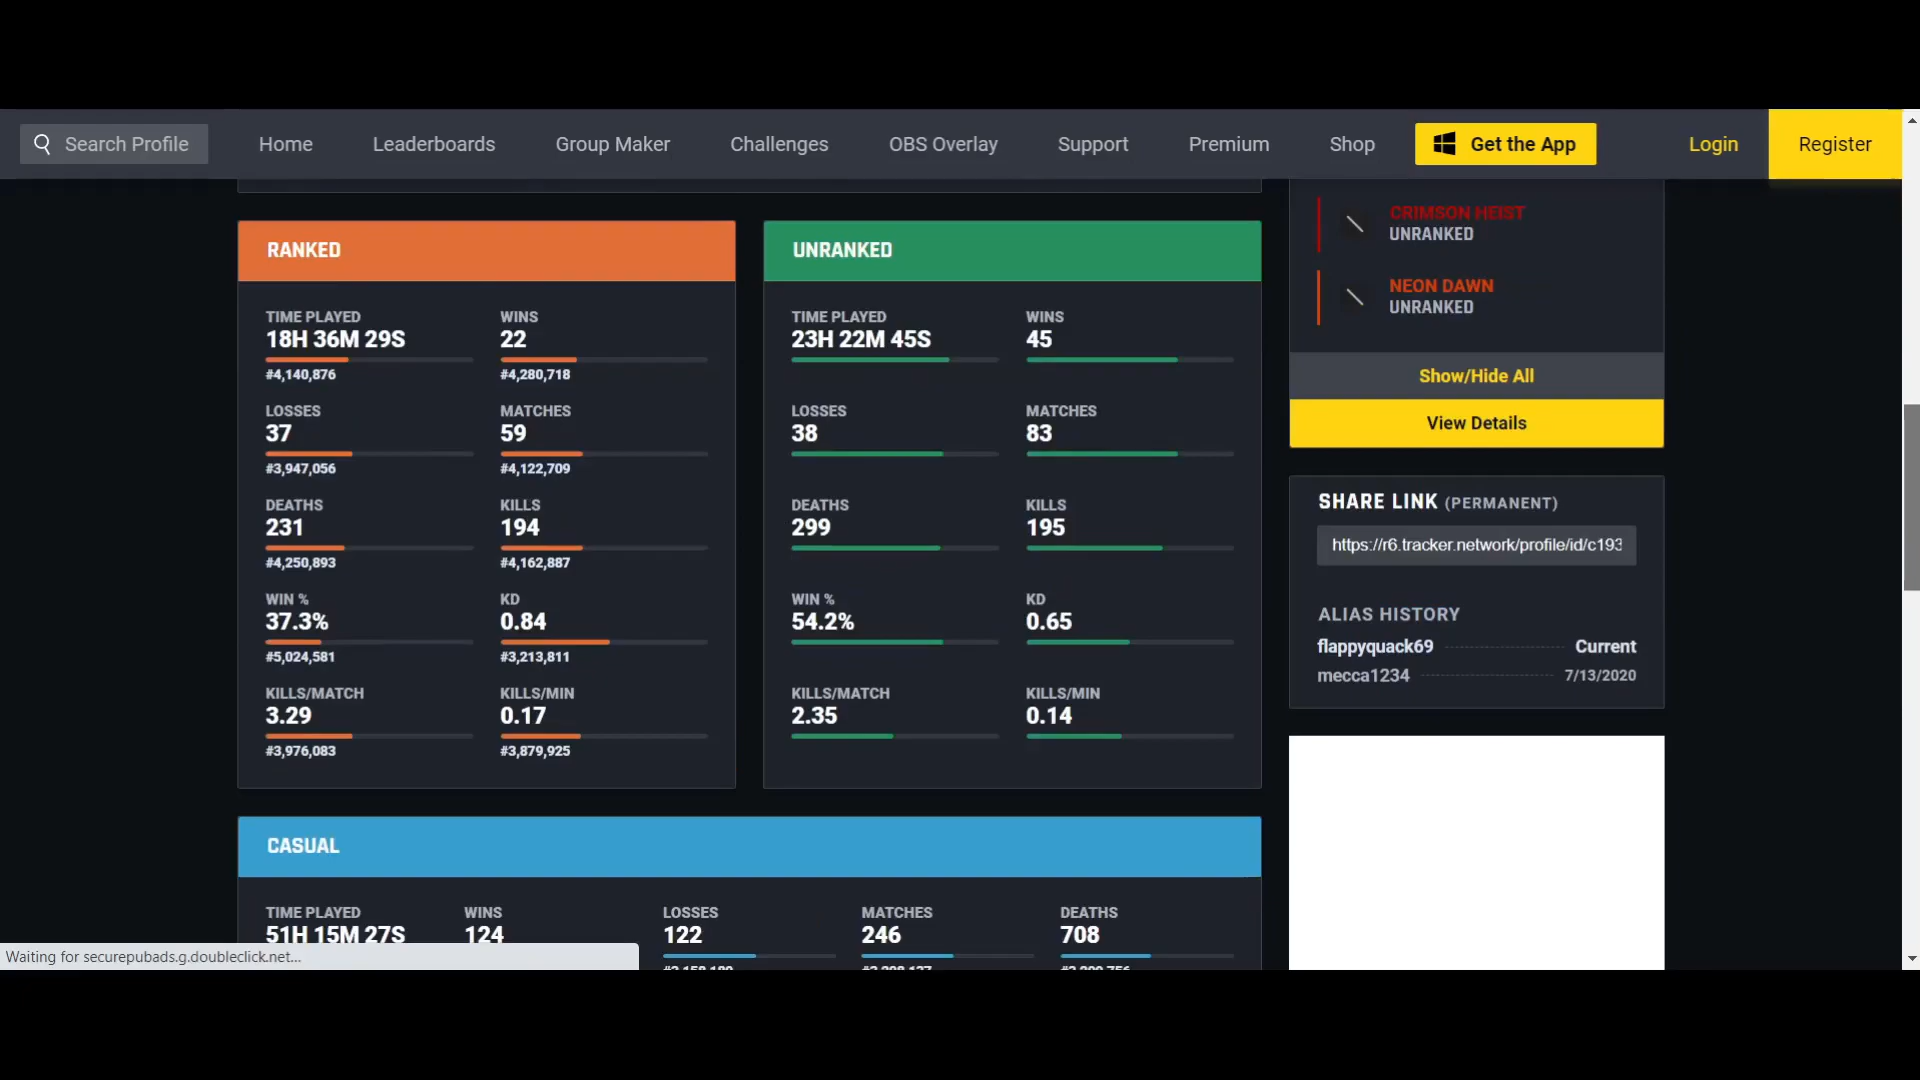 Search Profile
Home
Leaderboards
Group Maker
Challenges
OBS Overlay
Support
Premium
Shop
Get the App
Login
Register
RANKED
TIME PLAYED
18H 36M 29S
#4,140,876
WINS
22
#4,280,718
LOSSES
37
#3,947,056
MATCHES
59
#4,122,709
DEATHS
231
#4,250,893
KILLS
194
#4,162,887
WIN %
37.3%
#5,024,581
KD
0.84
#3,213,811
KILLS/MATCH
3.29
#3,976,083
KILLS/MIN
0.17
#3,879,925
UNRANKED
TIME PLAYED
23H 22M 45S
WINS
45
LOSSES
38
MATCHES
83
DEATHS
299
KILLS
195
WIN %
54.2%
KD
0.65
KILLS/MATCH
2.35
KILLS/MIN
0.14
CRIMSON HEIST
UNRANKED
NEON DAWN
UNRANKED
Show/Hide All
View Details
SHARE LINK (PERMANENT)
https://r6.tracker.network/profile/id/c193
ALIAS HISTORY
flappyquack69 Current
mecca1234 7/13/2020
CASUAL
TIME PLAYED
51H 15M 27S
WINS
124
LOSSES
122
MATCHES
246
DEATHS
708
Waiting for securepubads.g.doubleclick.net...